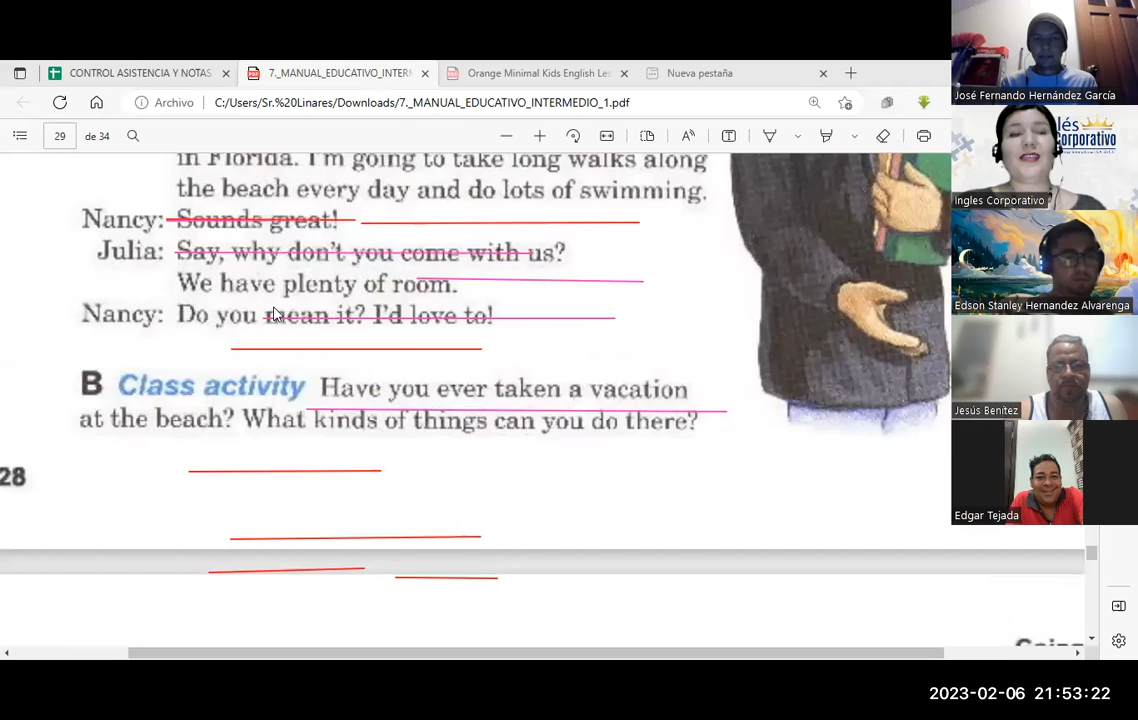 CONTROL ASISTENCIA Y NOTAS
7._MANUAL_EDUCATIVO_INTERM
Orange Minimal Kids English Les
Nueva pestaña
Archivo
C:/Users/Sr.%20Linares/Downloads/7._MANUAL_EDUCATIVO_INTERMEDIO_1.pdf
29
de 34
in Florida. I'm going to take long walks along
the beach every day and do lots of swimming.
Nancy: Sounds great!
Julia: Say, why don't you come with us?
We have plenty of room.
Nancy: Do you mean it? I'd love to!
B Class activity Have you ever taken a vacation
at the beach? What kinds of things can you do there?
28
José Fernando Hernández García
Corporativo
Ingles Corporativo
Edson Stanley Hernandez Alvarenga
Jesús Benítez
Edgar Tejada
2023-02-06 21:53:22